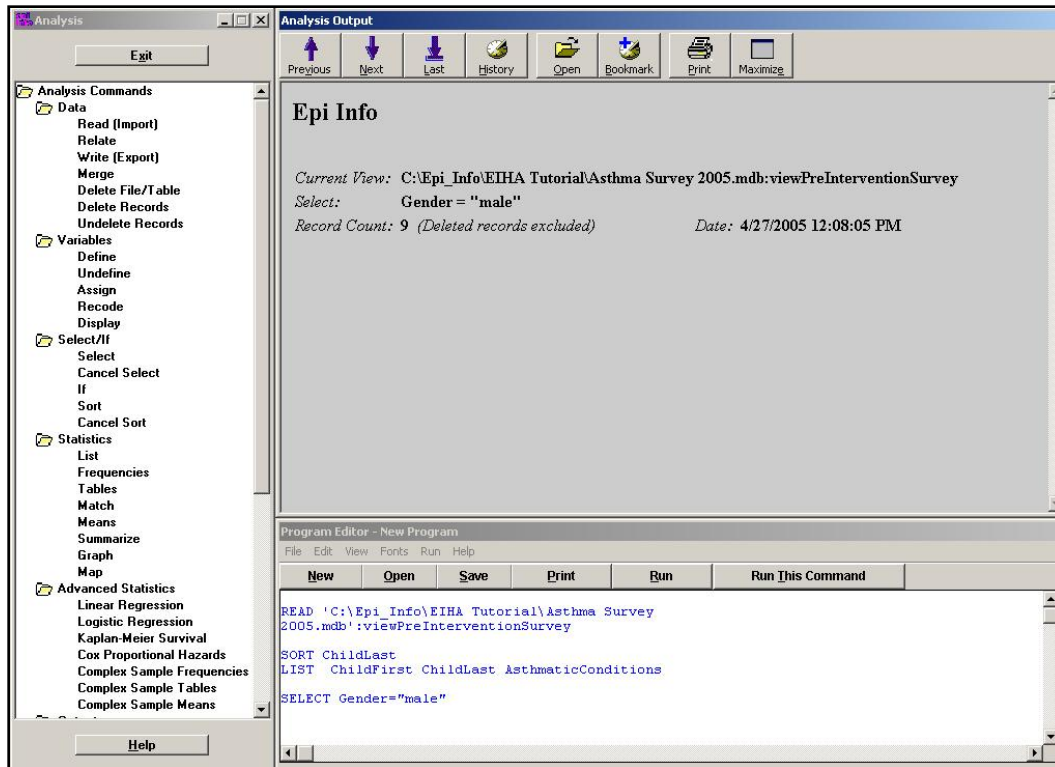 Analysis
Exit
Analysis Commands
Data
Read (Import)
Relate
Write (Export)
Merge
Delete File/Table
Delete Records
Undelete Records
Variables
Define
Undefine
Assign
Recode
Display
Select/If
Select
Cancel Select
If
Sort
Cancel Sort
Statistics
List
Frequencies
Tables
Match
Means
Summarize
Graph
Map
Advanced Statistics
Linear Regression
Logistic Regression
Kaplan-Meier Survival
Cox Proportional Hazards
Complex Sample Frequencies
Complex Sample Tables
Complex Sample Means
Help
Analysis Output
Previous Next Last History Open Bookmark Print Maximize
Epi Info
Current View: C:\Epi_Info\EIHA Tutorial\Asthma Survey 2005.mdb:viewPreInterventionSurvey
Select: Gender = "male"
Record Count: 9 (Deleted records excluded) Date: 4/27/2005 12:08:05 PM
Program Editor - New Program
File Edit View Fonts Run Help
New Open Save Print Run Run This Command
READ 'C:\Epi_Info\EIHA Tutorial\Asthma Survey
2005.mdb':viewPreInterventionSurvey
SORT ChildLast
LIST ChildFirst ChildLast AsthmaticConditions
SELECT Gender="male"